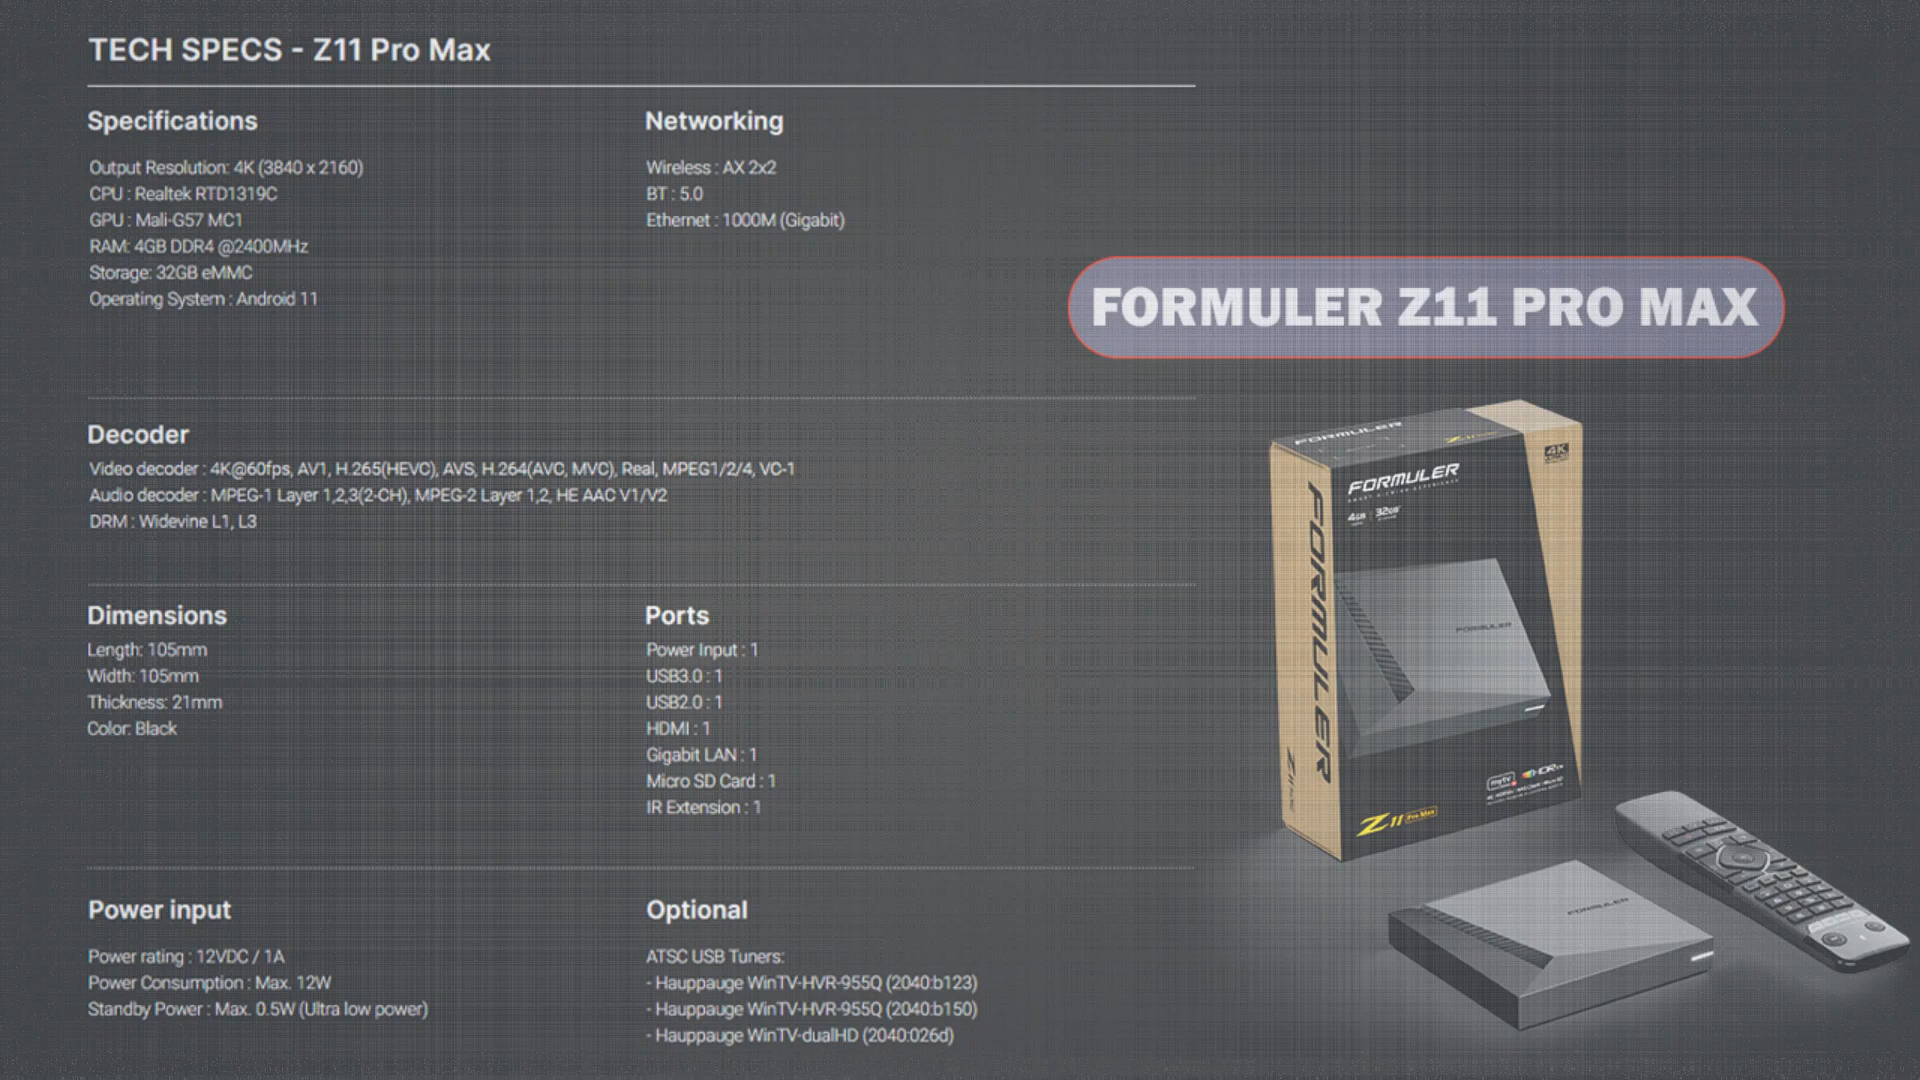 TECH SPECS - Z11 Pro Max
Specifications
Output Resolution: 4K (3840 x 2160)
CPU : Realtek RTD1319C
GPU : Mali-G57 MC1
RAM: 4GB DDR4 @2400MHz
Storage: 32GB eMMC
Operating System : Android 11
Networking
Wireless : AX 2x2
BT : 5.0
Ethernet : 1000M (Gigabit)
FORMULER Z11 PRO MAX
Decoder
Video decoder : 4K@60fps, AV1, H.265(HEVC), AVS, H.264(AVC, MVC), Real, MPEG1/2/4, VC-1
Audio decoder : MPEG-1 Layer 1,2,3(2-CH), MPEG-2 Layer 1,2, HE AAC V1/V2
DRM : Widevine L1, L3
Dimensions
Length: 105mm
Width: 105mm
Thickness: 21mm
Color: Black
Ports
Power Input : 1
USB3.0 : 1
USB2.0 : 1
HDMI : 1
Gigabit LAN : 1
Micro SD Card : 1
IR Extension : 1
Power input
Power rating : 12VDC / 1A
Power Consumption : Max. 12W
Standby Power : Max. 0.5W (Ultra low power)
Optional
ATSC USB Tuners:
- Hauppauge WinTV-HVR-955Q (2040:b123)
- Hauppauge WinTV-HVR-955Q (2040:b150)
- Hauppauge WinTV-dualHD (2040:026d)
FORMULER
4K
FORMULER
4GB 32GB
FORMULER
FORMULER
mytv HDR
Z11 Pro Max
FORMULER